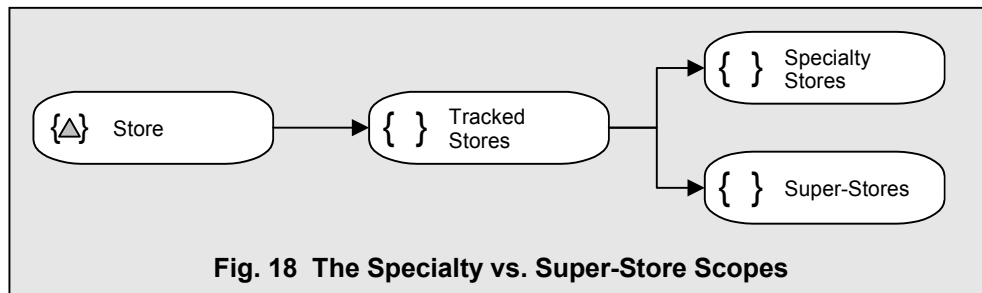 { } Specialty
Stores
{△} Store
{ } Tracked
Stores
{ } Super-Stores
Fig. 18 The Specialty vs. Super-Store Scopes